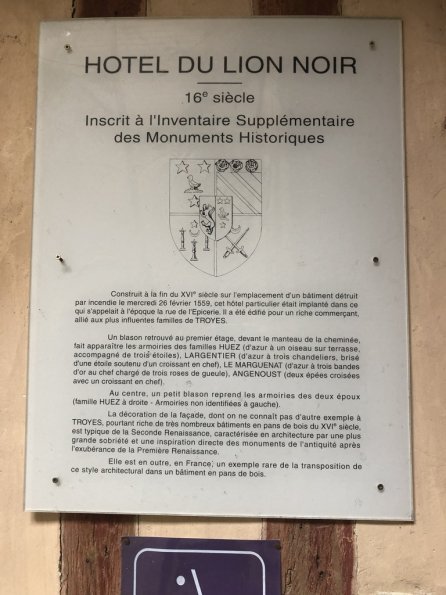 HOTEL DU LION NOIR
16e siècle
Inscrit à l'Inventaire Supplémentaire
des Monuments Historiques
Construit à la fin du XVIe siècle sur l'emplacement d'un bâtiment détruit
par incendie le mercredi 26 février 1559, cet hôtel particulier était implanté dans ce
qui s'appelait à l'époque la rue de l'Epicerie. Il a été édifié pour un riche commerçant,
allié aux plus influentes familles de TROYES.
Un blason retrouvé au premier étage, devant le manteau de la cheminée,
fait apparaître les armoiries des familles HUEZ (d'azur à un oiseau sur terrasse,
accompagné de trois étoiles), LARGENTIER (d'azur à trois chandeliers, brisé
d'une étoile soutenu d'un croissant en chef), LE MARGUENAT (d'azur à trois bandes
d'or au chef chargé de trois roses de gueule), ANGENOUST (deux épées croisées
avec un croissant en chef).
Au centre, un petit blason reprend les armoiries des deux époux
(famille HUEZ à droite - Armoiries non identifiées à gauche).
La décoration de la façade, dont on ne connaît pas d'autre exemple à
TROYES, pourtant riche de très nombreux bâtiments en pans de bois du XVIe siècle,
est typique de la Seconde Renaissance, caractérisée en architecture par une plus
grande sobriété et une inspiration directe des monuments de l'antiquité après
l'exubérance de la Première Renaissance.
Elle est en outre, en France, un exemple rare de la transposition de
ce style architectural dans un bâtiment en pans de bois.